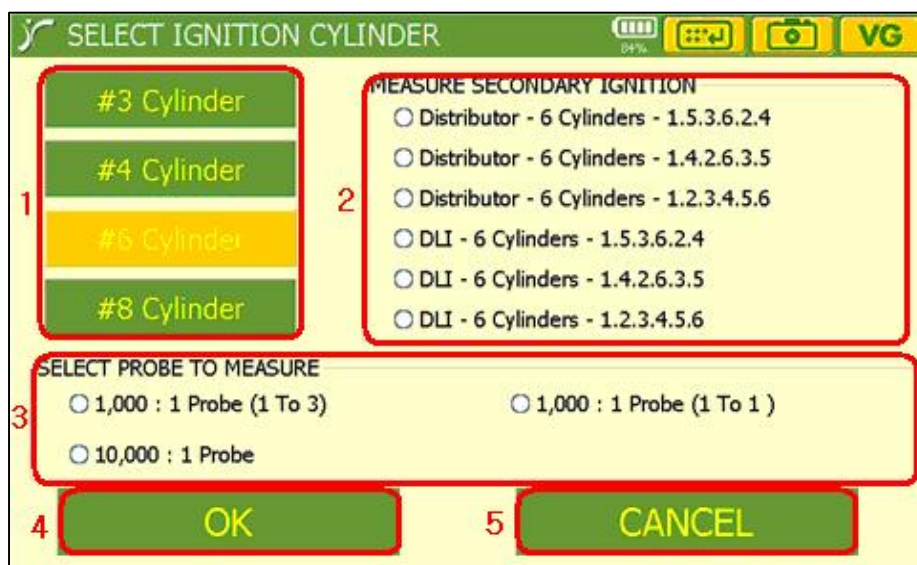 SELECT IGNITION CYLINDER 84% VG
1
#3 Cylinder
#4 Cylinder
#6 Cylinder
#8 Cylinder
2
MEASURE SECONDARY IGNITION
Distributor - 6 Cylinders - 1.5.3.6.2.4
Distributor - 6 Cylinders - 1.4.2.6.3.5
Distributor - 6 Cylinders - 1.2.3.4.5.6
DLI - 6 Cylinders - 1.5.3.6.2.4
DLI - 6 Cylinders - 1.4.2.6.3.5
DLI - 6 Cylinders - 1.2.3.4.5.6
3
SELECT PROBE TO MEASURE
1,000 : 1 Probe (1 To 3)
1,000 : 1 Probe (1 To 1 )
10,000 : 1 Probe
4
OK
5
CANCEL